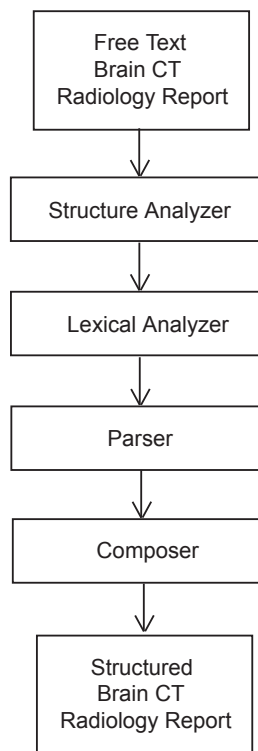 Free Text
Brain CT
Radiology Report
Structure Analyzer
Lexical Analyzer
Parser
Composer
Structured
Brain CT
Radiology Report